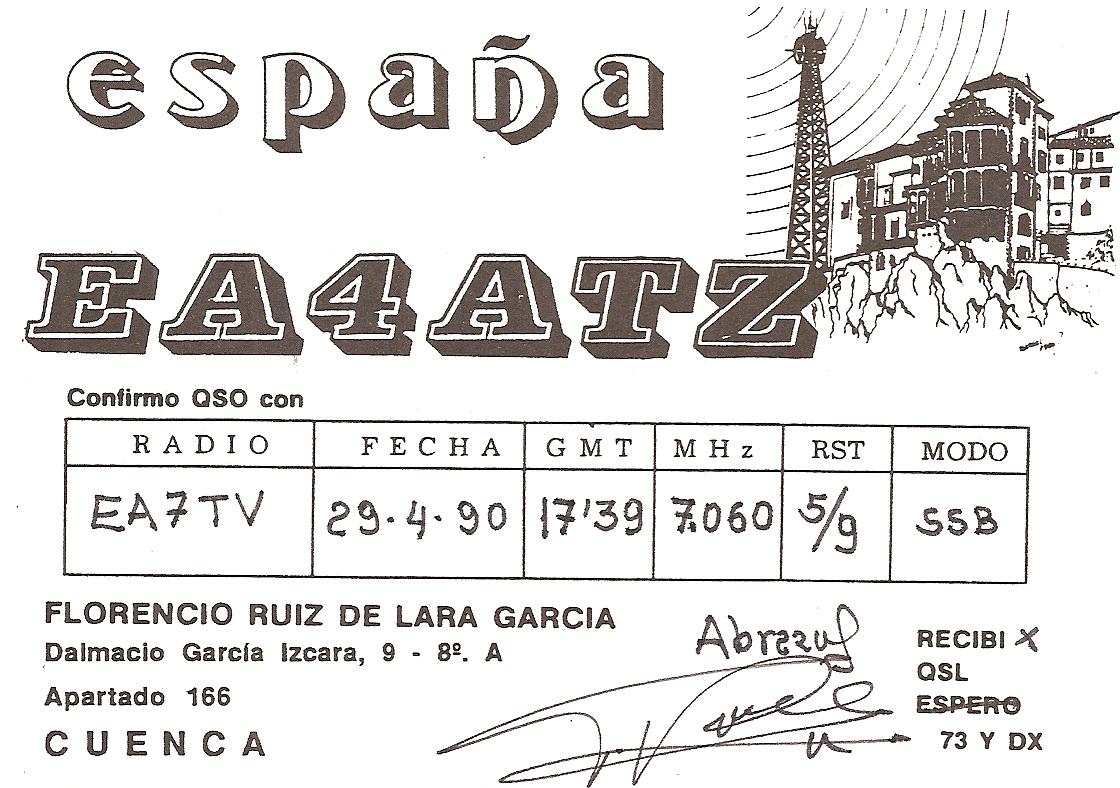 españa
EA4ATZ
Confirmo QSO con
RADIO FECHA GMT MHz RST MODO
EA7TV 29·4·90 17'39 7.060 5/9 SSB
FLORENCIO RUIZ DE LARA GARCIA
Dalmacio García Izcara, 9 - 8º. A
Apartado 166
CUENCA
Abrazos
RECIBI X
QSL
ESPERO
73 Y DX